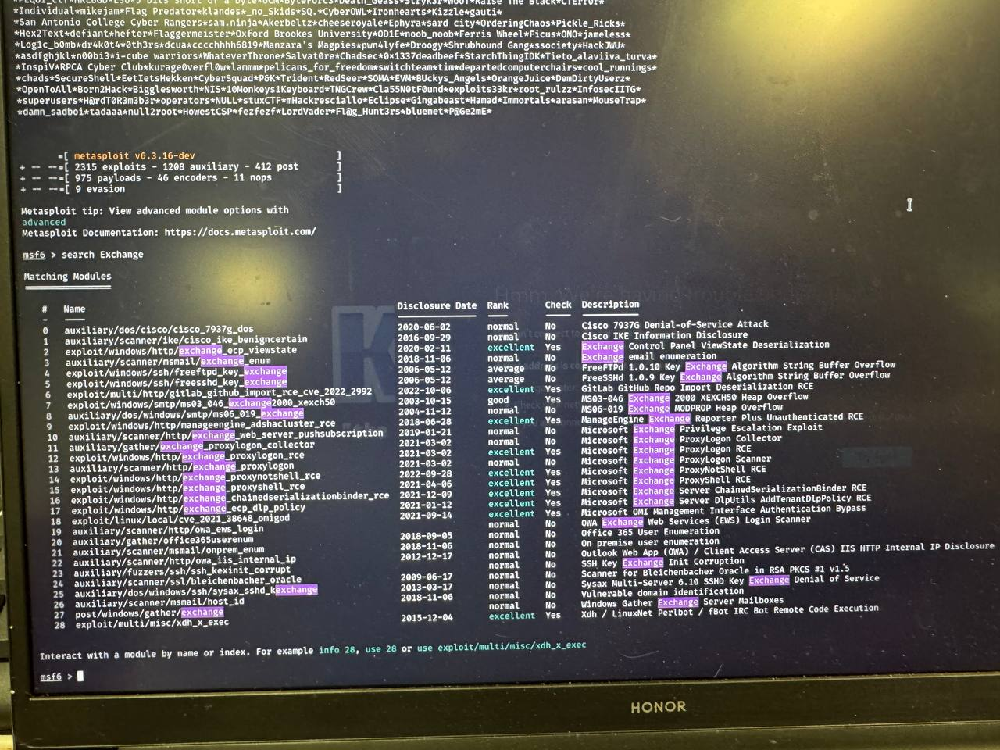 *Individual*mikejam*Flag Predator*klandes*_no_Skids*SQ.*CyberOWL*Ironhearts*Kizzle*gauti*
*San Antonio College Cyber Rangers*sam.ninja*Akerbeltz*cheeseroyale*Ephyra*sard city*OrderingChaos*Pickle_Ricks*
*Hex2Text*defiant*hefter*Flaggermeister*Oxford Brookes University*OD1E*noob_noob*Ferris Wheel*Ficus*ONO*jameless*
*Log1c_b0mb*dr4k0t4*0th3rs*dcua*cccchhhh6819*Manzara's Magpies*pwn4lyfe*Droogy*Shrubhound Gang*ssociety*HackJWU*
*asdfghjkl*n00bi3*i-cube warriors*WhateverThrone*Salvat0re*Chadsec*0×1337deadbeef*StarchThingIDK*Tieto_alaviiva_turva*
*InspiV*RPCA Cyber Club*kurage0verfl0w*lammm*pelicans_for_freedom*switchteam*tim*departedcomputerchairs*cool_runnings*
*chads*SecureShell*EetIetsHekken*CyberSquad*P&K*Trident*RedSeer*SOMA*EVM*BUckys_Angels*OrangeJuice*DemDirtyUserz*
*OpenToAll*Born2Hack*Bigglesworth*NIS*10Monkeys1Keyboard*TNGCrew*Cla55N0tF0und*exploits33kr*root_rulzz*InfosecIITG*
*superusers*H@rdT0R3m3b3r*operators*NULL*stuxCTF*mHackresciallo*Eclipse*Gingabeast*Hamad*Immortals*arasan*MouseTrap*
*damn_sadboi*tadaaa*null2root*HowestCSP*fezfezf*LordVader*Fl@g_Hunt3rs*bluenet*P@Ge2mE*
=[ metasploit v6.3.16-dev ]
+ -- --=[ 2315 exploits - 1208 auxiliary - 412 post ]
+ -- --=[ 975 payloads - 46 encoders - 11 nops ]
+ -- --=[ 9 evasion ]
Metasploit tip: View advanced module options with
advanced
Metasploit Documentation: https://docs.metasploit.com/
msf6 > search Exchange
Matching Modules
# Name Disclosure Date Rank Check Description
0 auxiliary/dos/cisco/cisco_7937g_dos 2020-06-02 normal No Cisco 7937G Denial-of-Service Attack
1 auxiliary/scanner/ike/cisco_ike_benigncertain 2016-09-29 normal No Cisco IKE Information Disclosure
2 exploit/windows/http/exchange_ecp_viewstate 2020-02-11 excellent Yes Exchange Control Panel ViewState Deserialization
3 auxiliary/scanner/msmail/exchange_enum 2018-11-06 normal No Exchange email enumeration
4 exploit/windows/ssh/freeftpd_key_exchange 2006-05-12 average No FreeFTPd 1.0.10 Key Exchange Algorithm String Buffer Overflow
5 exploit/windows/ssh/freesshd_key_exchange 2006-05-12 average No FreeSSHd 1.0.9 Key Exchange Algorithm String Buffer Overflow
6 exploit/multi/http/gitlab_github_import_rce_cve_2022_2992 2022-10-06 excellent Yes GitLab GitHub Repo Import Deserialization RCE
7 exploit/windows/smtp/ms03_046_exchange2000_xexch50 2003-10-15 good Yes MS03-046 Exchange 2000 XEXCH50 Heap Overflow
8 auxiliary/dos/windows/smtp/ms06_019_exchange 2004-11-12 normal No MS06-019 Exchange MODPROP Heap Overflow
9 exploit/windows/http/manageengine_adshacluster_rce 2018-06-28 excellent Yes ManageEngine Exchange Reporter Plus Unauthenticated RCE
10 auxiliary/scanner/http/exchange_web_server_pushsubscription 2019-01-21 normal No Microsoft Exchange Privilege Escalation Exploit
11 auxiliary/gather/exchange_proxylogon_collector 2021-03-02 normal No Microsoft Exchange ProxyLogon Collector
12 exploit/windows/http/exchange_proxylogon_rce 2021-03-02 excellent Yes Microsoft Exchange ProxyLogon RCE
13 auxiliary/scanner/http/exchange_proxylogon 2021-03-02 normal No Microsoft Exchange ProxyLogon Scanner
14 exploit/windows/http/exchange_proxynotshell_rce 2022-09-28 excellent Yes Microsoft Exchange ProxyNotShell RCE
15 exploit/windows/http/exchange_proxyshell_rce 2021-04-06 excellent Yes Microsoft Exchange ProxyShell RCE
16 exploit/windows/http/exchange_chainedserializationbinder_rce 2021-12-09 excellent Yes Microsoft Exchange Server ChainedSerializationBinder RCE
17 exploit/windows/http/exchange_ecp_dlp_policy 2021-01-12 excellent Yes Microsoft Exchange Server DlpUtils AddTenantDlpPolicy RCE
18 exploit/linux/local/cve_2021_38648_omigod 2021-09-14 excellent Yes Microsoft OMI Management Interface Authentication Bypass
19 auxiliary/scanner/http/owa_ews_login normal No OWA Exchange Web Services (EWS) Login Scanner
20 auxiliary/gather/office365userenum 2018-09-05 normal No Office 365 User Enumeration
21 auxiliary/scanner/msmail/onprem_enum 2018-11-06 normal No On premise user enumeration
22 auxiliary/scanner/http/owa_iis_internal_ip 2012-12-17 normal No Outlook Web App (OWA) / Client Access Server (CAS) IIS HTTP Internal IP Disclosure
23 auxiliary/fuzzers/ssh/ssh_kexinit_corrupt normal No SSH Key Exchange Init Corruption
24 auxiliary/scanner/ssl/bleichenbacher_oracle 2009-06-17 normal No Scanner for Bleichenbacher Oracle in RSA PKCS #1 v1.5
25 auxiliary/dos/windows/ssh/sysax_sshd_kexchange 2013-03-17 normal No Sysax Multi-Server 6.10 SSHD Key Exchange Denial of Service
26 auxiliary/scanner/msmail/host_id 2018-11-06 normal No Vulnerable domain identification
27 post/windows/gather/exchange normal No Windows Gather Exchange Server Mailboxes
28 exploit/multi/misc/xdh_x_exec 2015-12-04 excellent Yes Xdh / LinuxNet Perlbot / fBot IRC Bot Remote Code Execution
Interact with a module by name or index. For example info 28, use 28 or use exploit/multi/misc/xdh_x_exec
msf6 >
HONOR